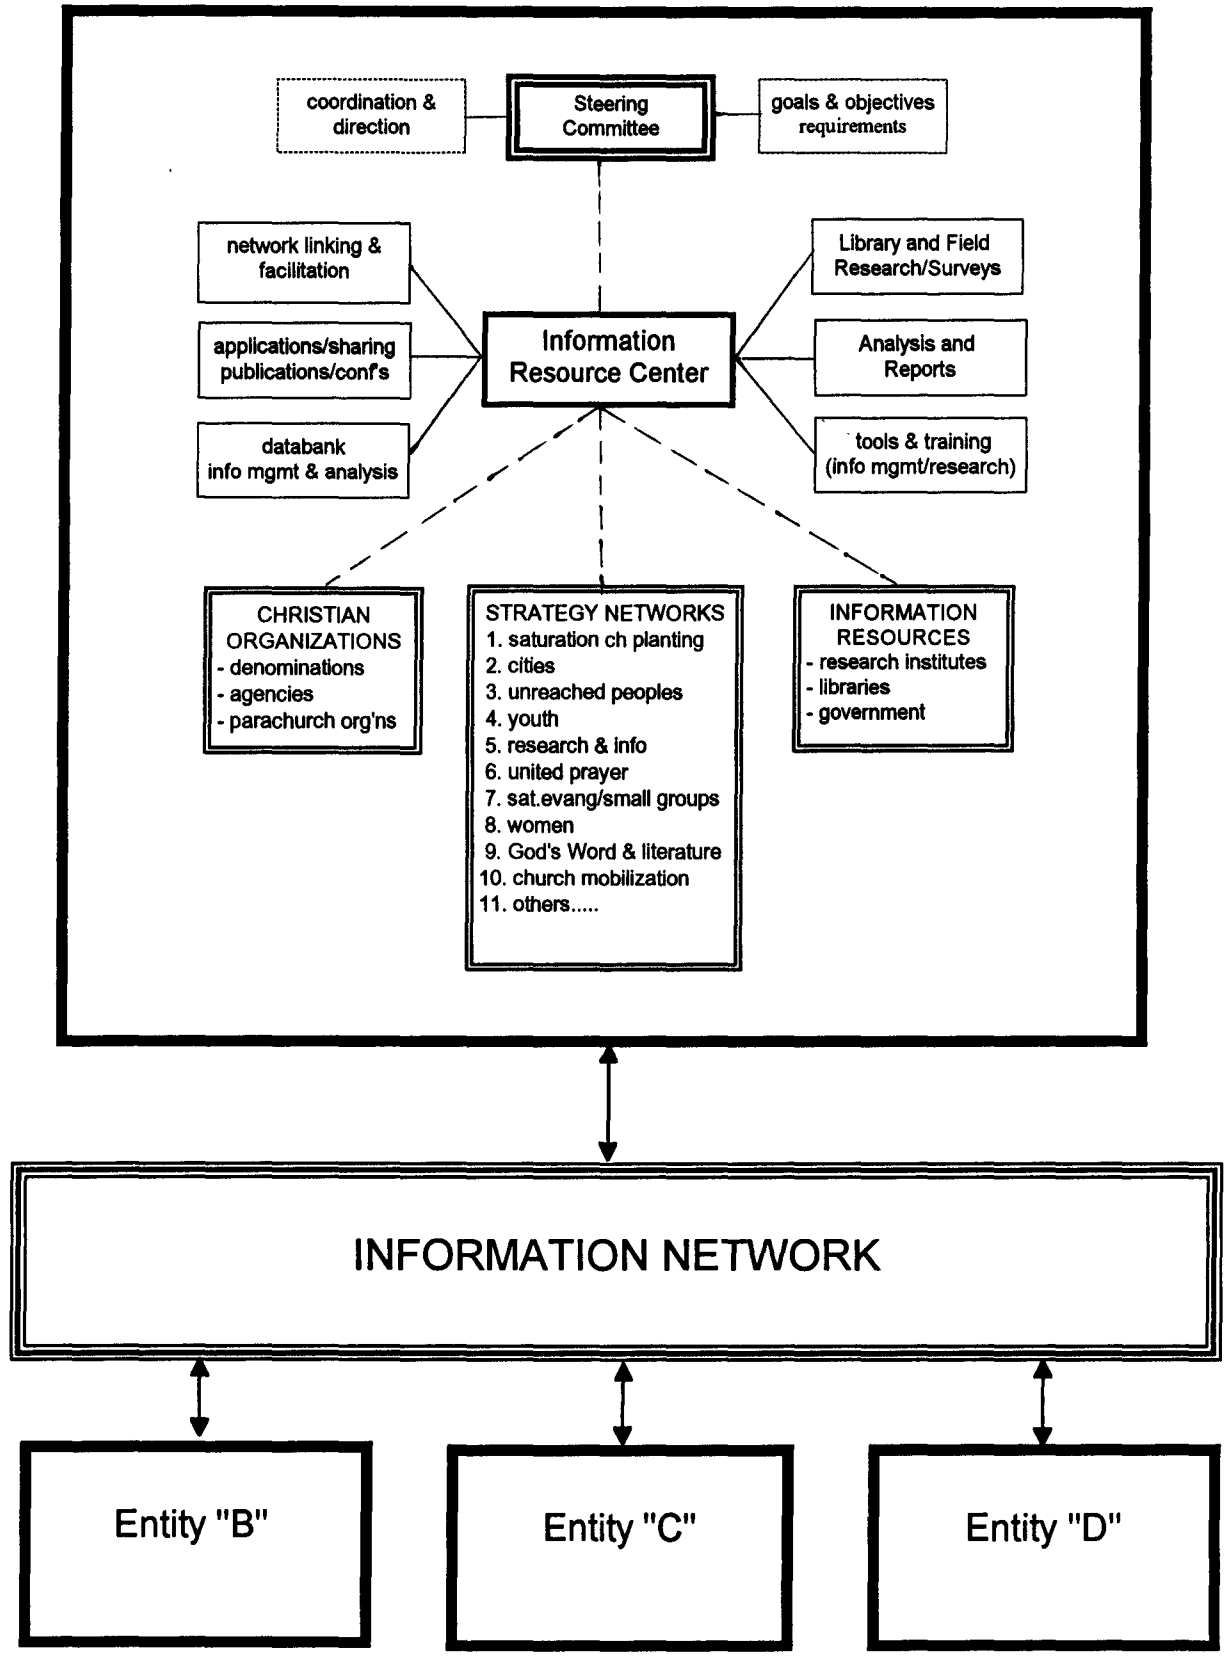 coordination &
direction
Steering
Committee
goals & objectives
requirements
network linking &
facilitation
applications/sharing
publications/conf's
databank
info mgmt & analysis
Information
Resource Center
Library and Field
Research/Surveys
Analysis and
Reports
tools & training
(info mgmt/research)
CHRISTIAN
ORGANIZATIONS
- denominations
- agencies
- parachurch org'ns
STRATEGY NETWORKS
1. saturation ch planting
2. cities
3. unreached peoples
4. youth
5. research & info
6. united prayer
7. sat.evang/small groups
8. women
9. God's Word & literature
10. church mobilization
11. others.....
INFORMATION
RESOURCES
- research institutes
- libraries
- government
INFORMATION NETWORK
Entity "B"
Entity "C"
Entity "D"